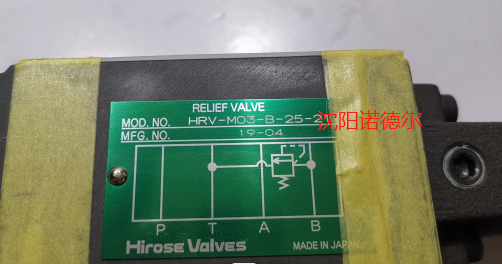 RELIEF VALVE
MOD. NO. HRV-M03-B-25-2 沈阳诺德尔
MFG. NO. 19-04
P T A B
Hirose Valves MADE IN JAPAN